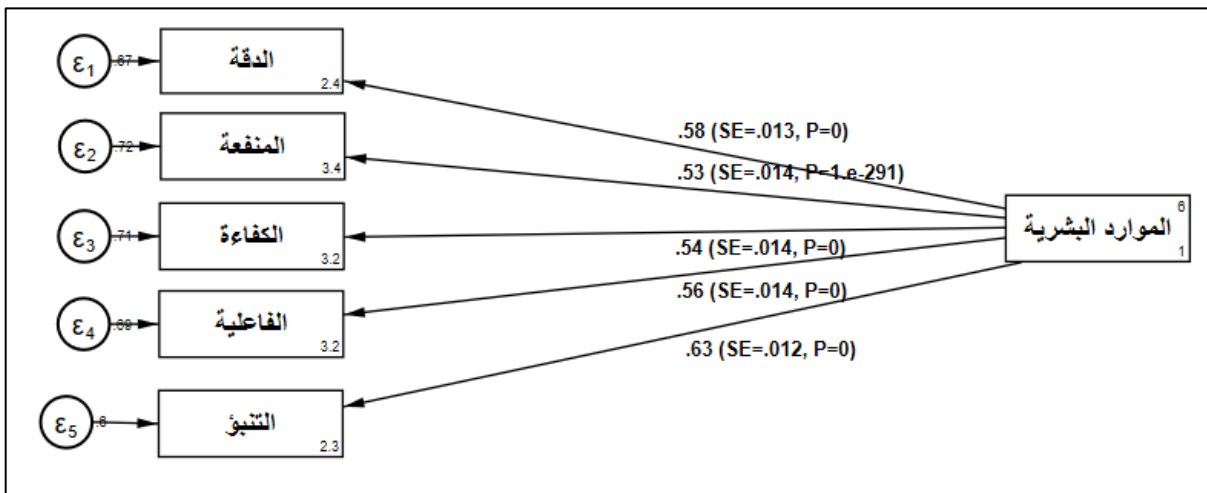 ε1 .67 الدقة 2.4
ε2 .72 المنفعة 3.4
ε3 .71 الكفاءة 3.2
ε4 .69 الفاعلية 3.2
ε5 .6 التنبؤ 2.3
.58 (SE=.013, P=0)
.53 (SE=.014, P=1.e-291)
.54 (SE=.014, P=0)
.56 (SE=.014, P=0)
.63 (SE=.012, P=0)
6
الموارد البشرية
1